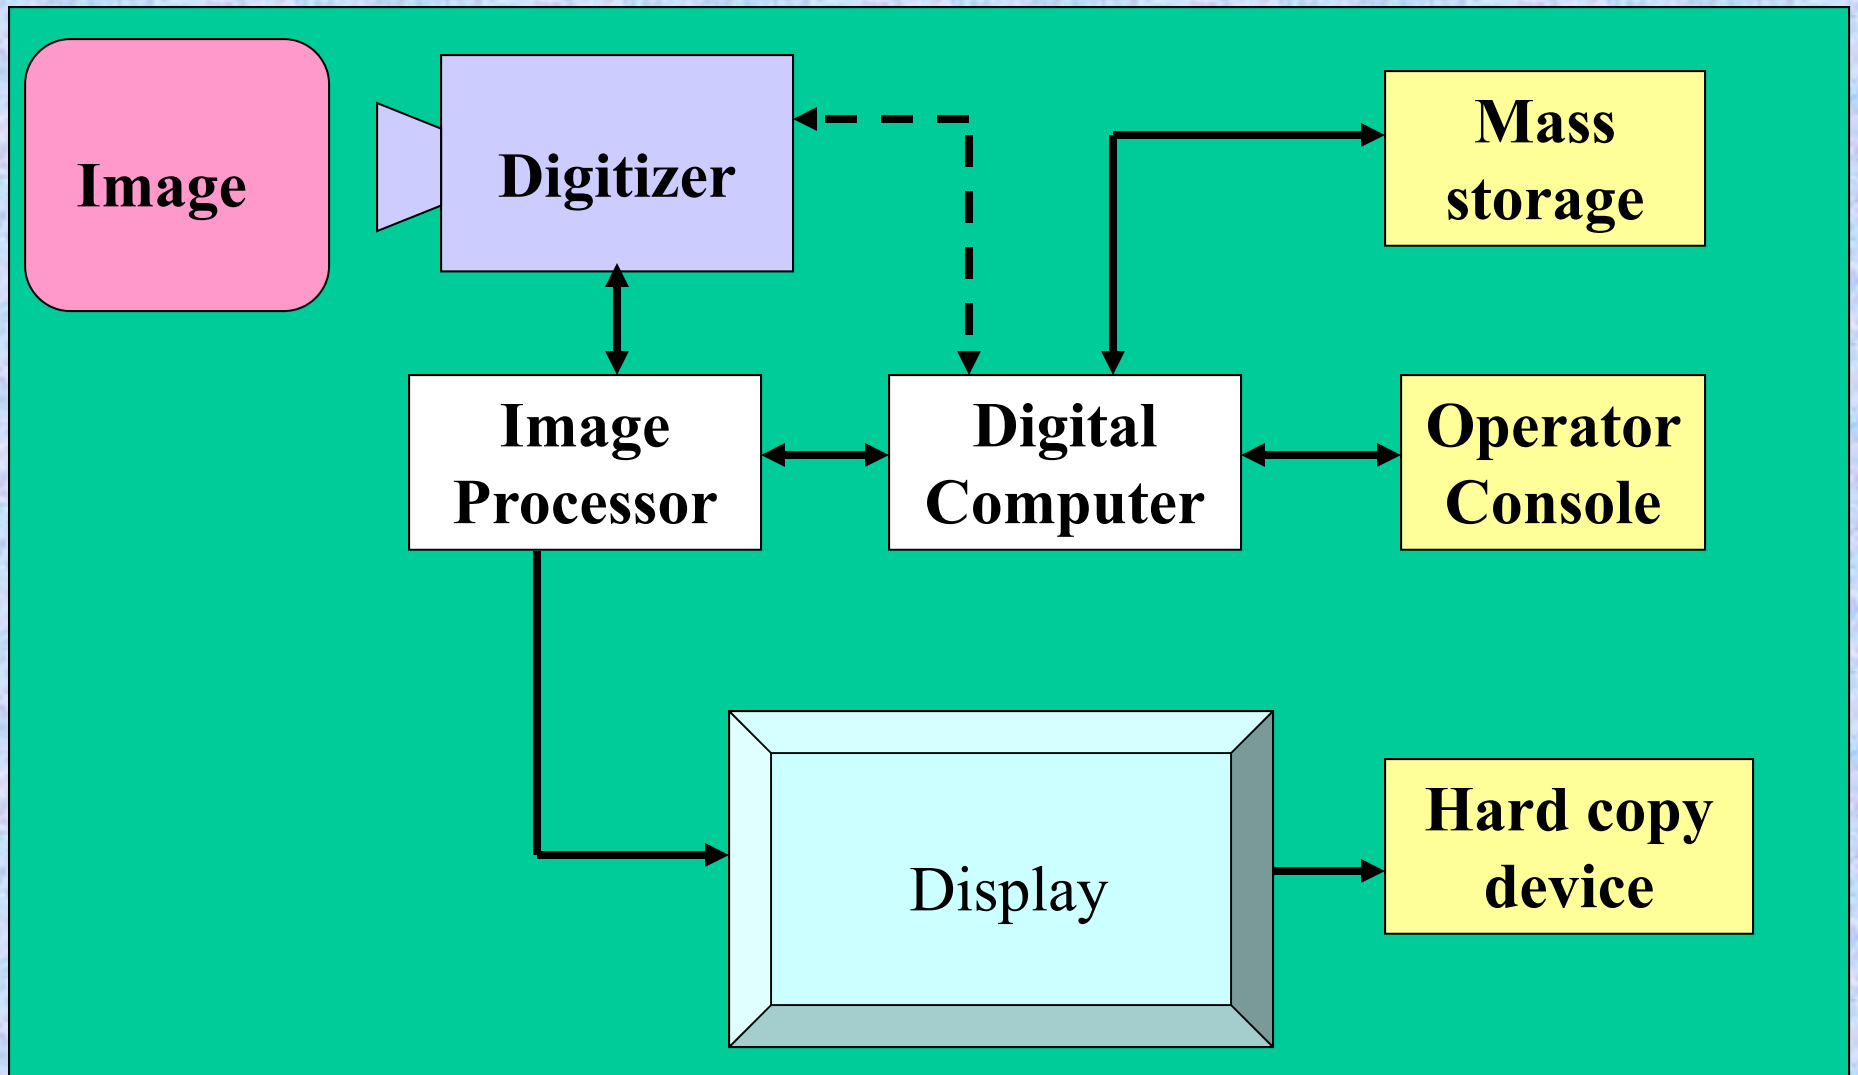 Image
Digitizer
Mass
storage
Image
Processor
Digital
Computer
Operator
Console
Display
Hard copy
device